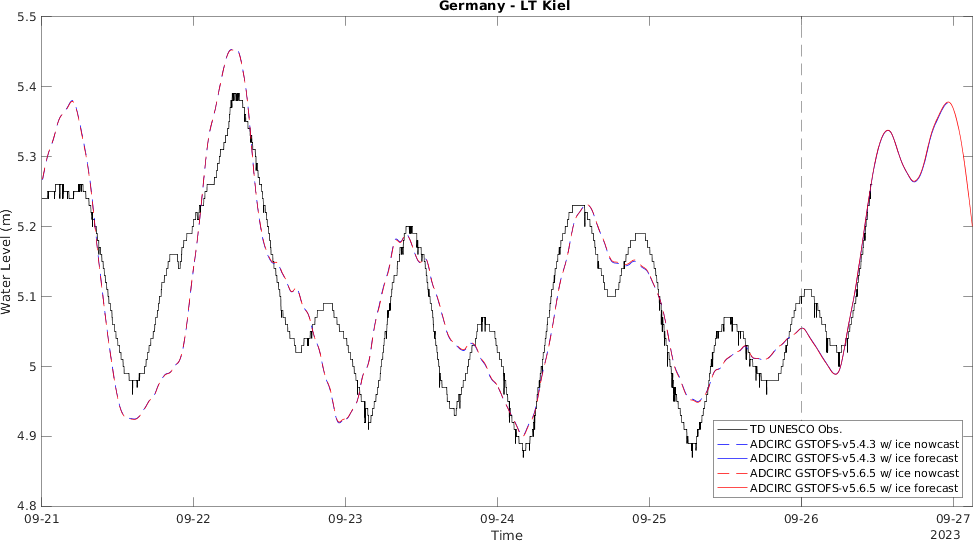 Germany - LT Kiel
5.5
5.4
5.3
5.2
5.1
5
4.9
4.8
Water Level (m)
TD UNESCO Obs.
ADCIRC GSTOFS-v5.4.3 w/ ice nowcast
ADCIRC GSTOFS-v5.4.3 w/ ice forecast
ADCIRC GSTOFS-v5.6.5 w/ ice nowcast
ADCIRC GSTOFS-v5.6.5 w/ ice forecast
09-21 09-22 09-23 09-24 09-25 09-26 09-27
Time 2023